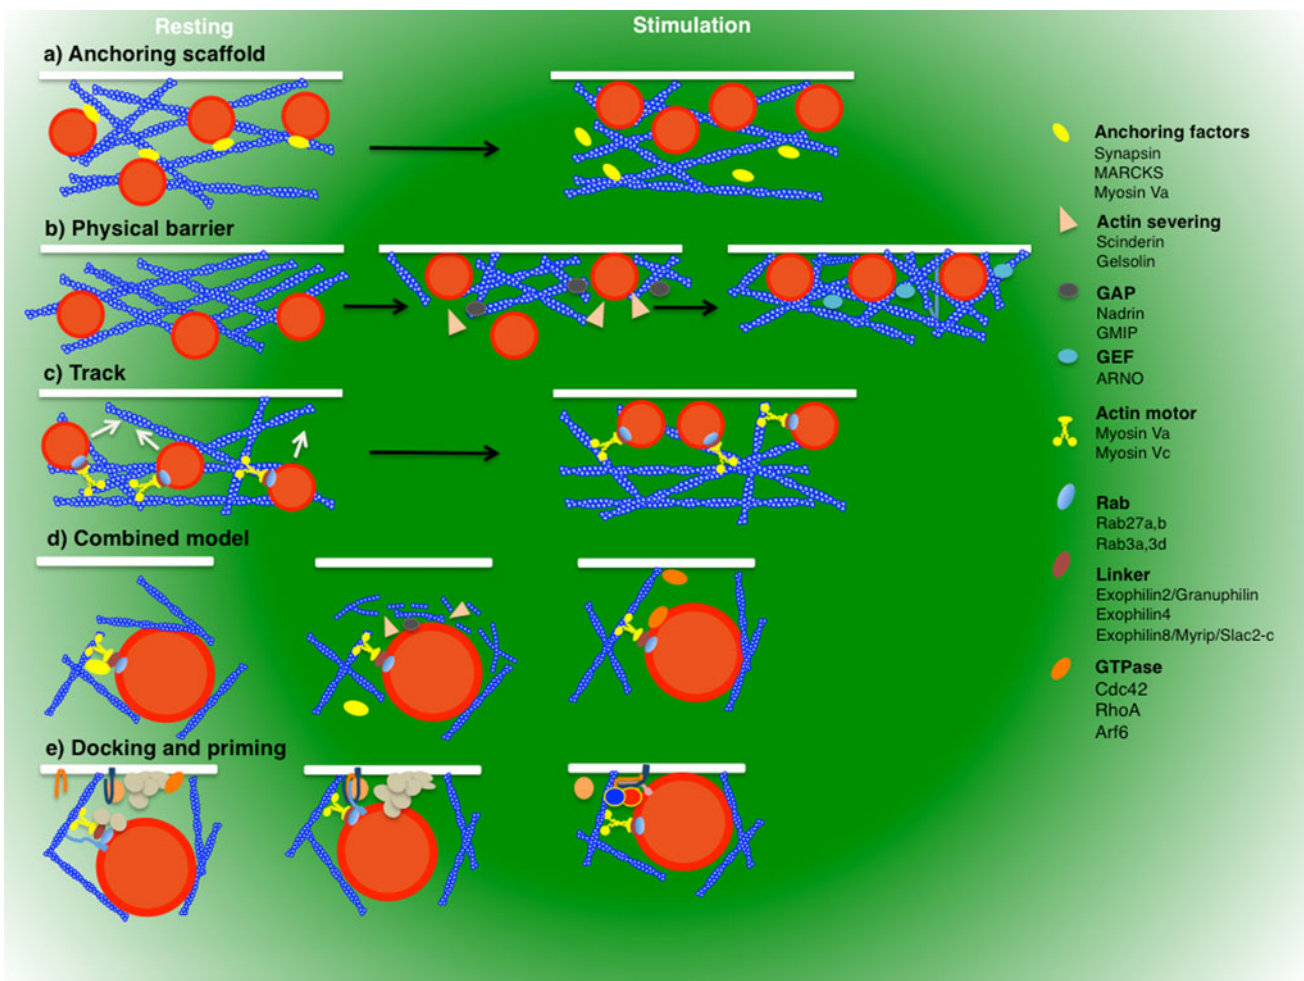 Resting
Stimulation
a) Anchoring scaffold
b) Physical barrier
c) Track
d) Combined model
e) Docking and priming
Anchoring factors
Synapsin
MARCKS
Myosin Va
Actin severing
Scinderin
Gelsolin
GAP
Nadrin
GMIP
GEF
ARNO
Actin motor
Myosin Va
Myosin Vc
Rab
Rab27a,b
Rab3a,3d
Linker
Exophilin2/Granuphilin
Exophilin4
Exophilin8/Myrip/Slac2-c
GTPase
Cdc42
RhoA
Arf6